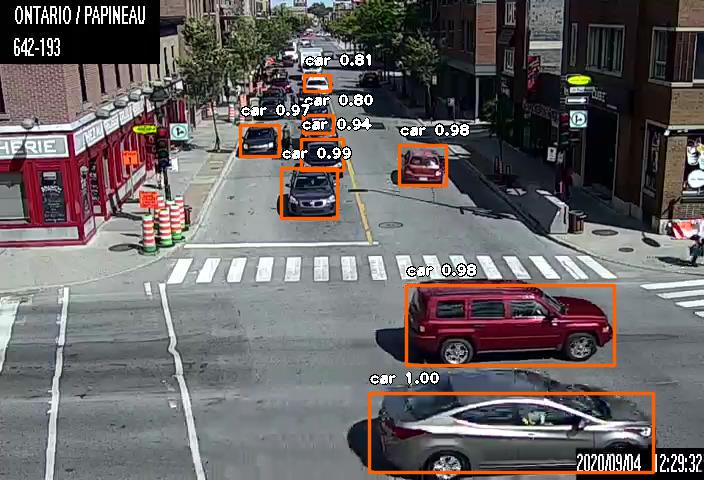 ONTARIO / PAPINEAU
642-193
car 0.81
car 0.80
car 0.97
car 0.94
car 0.98
car 0.99
car 0.98
car 1.00
HERIE
2020/09/04 12:29:32